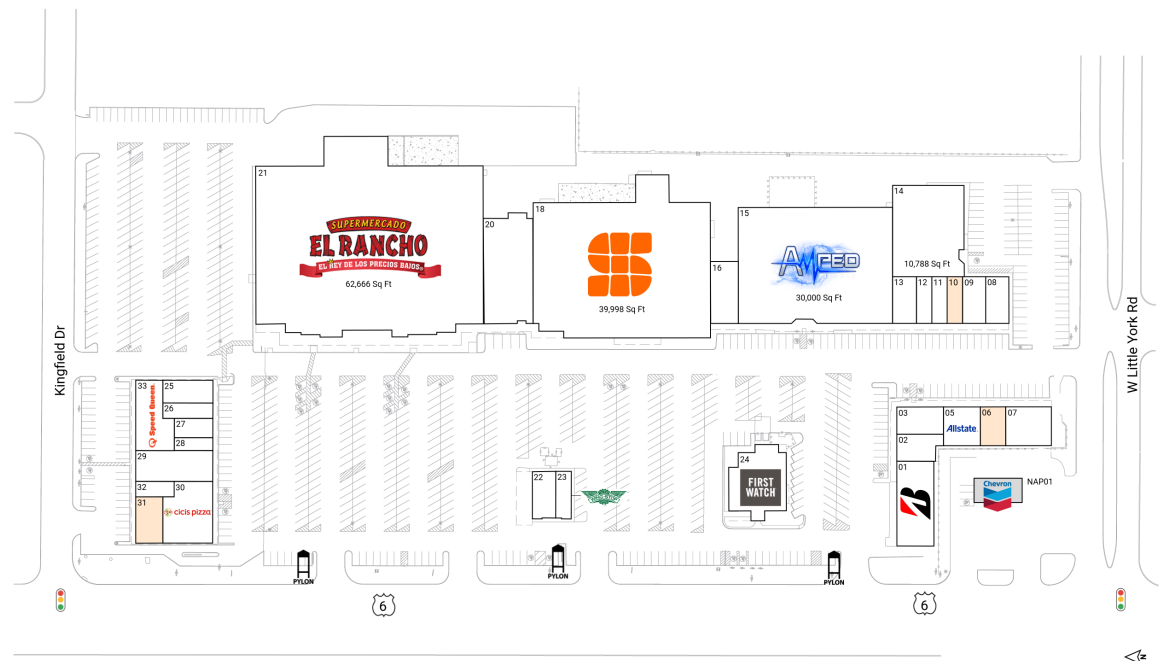 21
SUPERMERCADO
EL RANCHO
EL REY DE LOS PRECIOS BAJOS
62,666 Sq Ft
20
18
39,998 Sq Ft
16
15
AMPED
30,000 Sq Ft
14
10,788 Sq Ft
13
12
11
10
09
08
Kingfield Dr
W Little York Rd
33
Speed Queen
25
26
27
28
29
32
30
31
cicis pizza
22
23
24
FIRST
WATCH
03
02
01
B
05
Allstate
06
07
Chevron
NAP01
PYLON
PYLON
PYLON
6
6
N